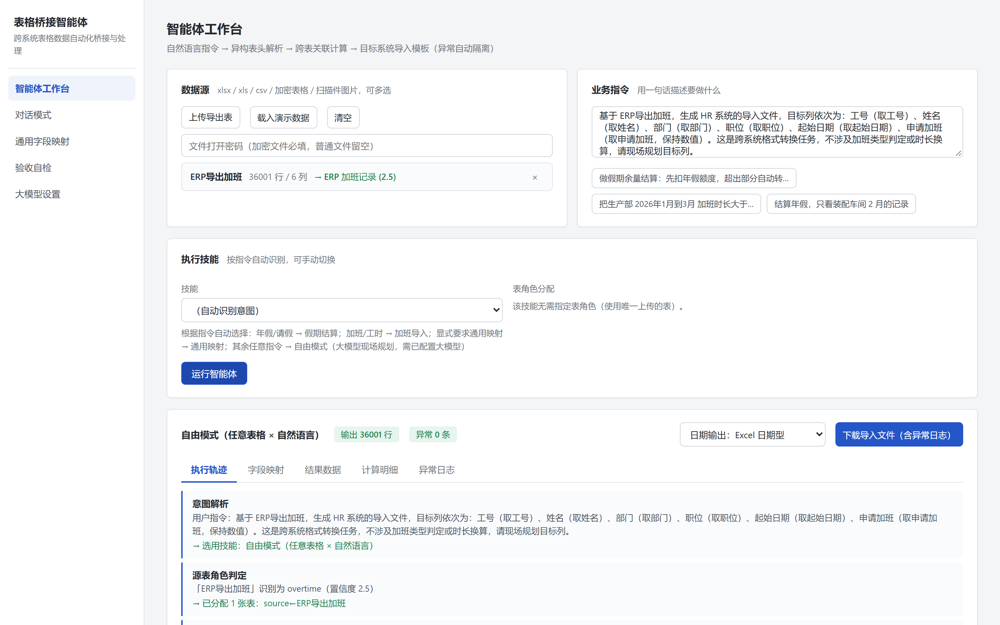 表格桥接智能体
跨系统表格数据自动化桥接与处
理
智能体工作台
对话模式
通用字段映射
验收自检
大模型设置
智能体工作台
自然语言指令 → 异构表头解析 → 跨表关联计算 → 目标系统导入模板（异常自动隔离）
数据源 xlsx / xls / csv / 加密表格 / 扫描件图片，可多选
上传导出表 载入演示数据 清空
文件打开密码（加密文件必填，普通文件留空）
ERP导出加班 36001 行 / 6 列 → ERP 加班记录 (2.5) ×
业务指令 用一句话描述要做什么
基于 ERP导出加班，生成 HR 系统的导入文件，目标列依次为：工号（取工号）、姓名
（取姓名）、部门（取部门）、职位（取职位）、起始日期（取起始日期）、申请加班
（取申请加班，保持数值）。这是跨系统格式转换任务，不涉及加班类型判定或时长换
算，请现场规划目标列。
做假期余量结算：先扣年假额度，超出部分自动转...
把生产部 2026年1月到3月 加班时长大于... 结算年假，只看装配车间 2 月的记录
执行技能 按指令自动识别，可手动切换
技能
（自动识别意图）
根据指令自动选择：年假/请假 → 假期结算；加班/工时 → 加班导入；显式要求通用映射
→ 通用映射；其余任意指令 → 自由模式（大模型现场规划，需已配置大模型）
表角色分配
该技能无需指定表角色（使用唯一上传的表）。
运行智能体
自由模式（任意表格 × 自然语言） 输出 36001 行 异常 0 条 日期输出：Excel 日期型 下载导入文件（含异常日志）
执行轨迹 字段映射 结果数据 计算明细 异常日志
意图解析
用户指令：基于 ERP导出加班，生成 HR 系统的导入文件，目标列依次为：工号（取工号）、姓名（取姓名）、部门（取部门）、职位（取职位）、起始日期（取起始日期）、申请加班（取申请加
班，保持数值）。这是跨系统格式转换任务，不涉及加班类型判定或时长换算，请现场规划目标列。
→ 选用技能：自由模式（任意表格 × 自然语言）
源表角色判定
「ERP导出加班」识别为 overtime（置信度 2.5）
→ 已分配 1 张表：source←ERP导出加班